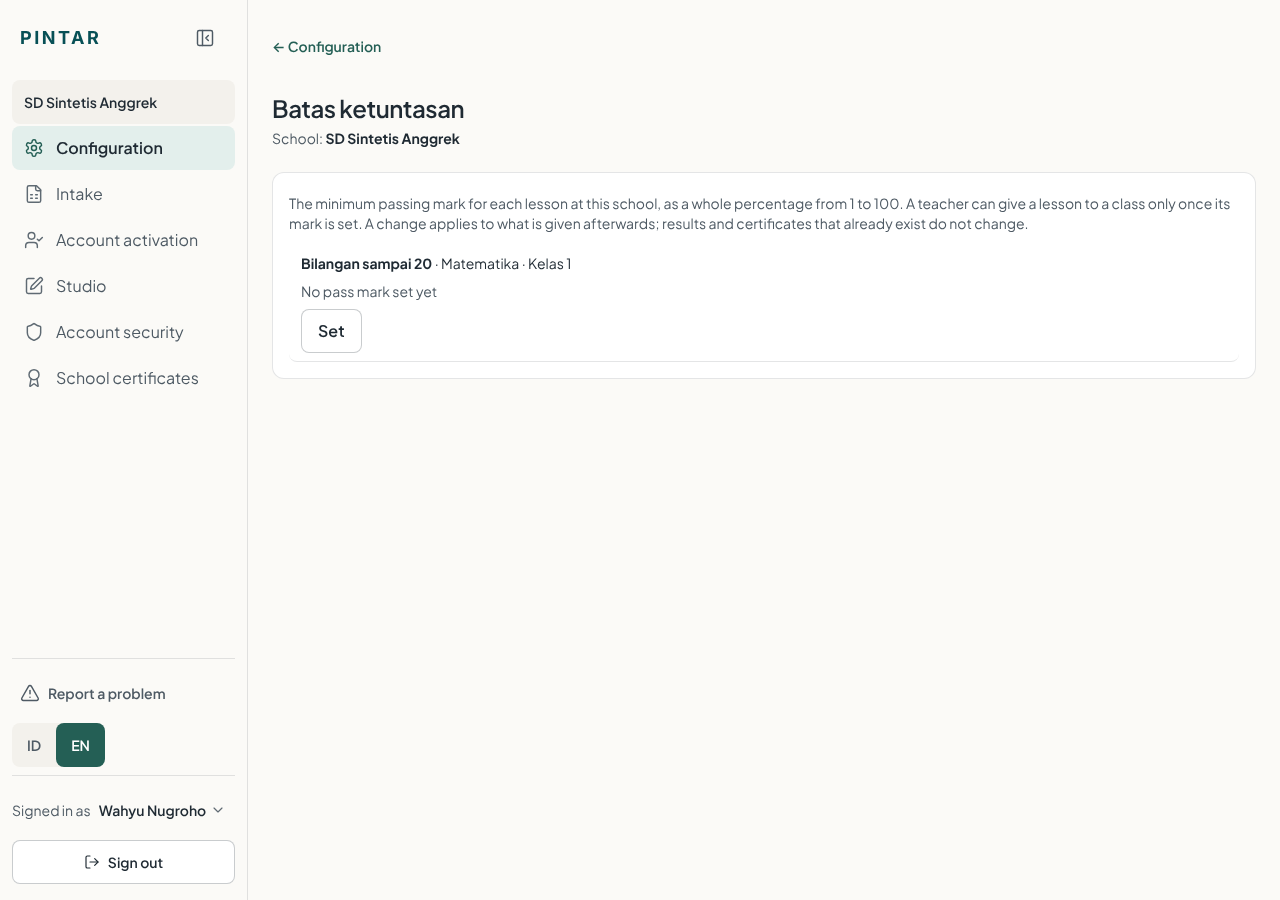 PINTAR
SD Sintetis Anggrek
Configuration
Intake
Account activation
Studio
Account security
School certificates
Report a problem
ID EN
Signed in as Wahyu Nugroho
Sign out
← Configuration
Batas ketuntasan
School: SD Sintetis Anggrek
The minimum passing mark for each lesson at this school, as a whole percentage from 1 to 100. A teacher can give a lesson to a class only once its
mark is set. A change applies to what is given afterwards; results and certificates that already exist do not change.
Bilangan sampai 20 · Matematika · Kelas 1
No pass mark set yet
Set